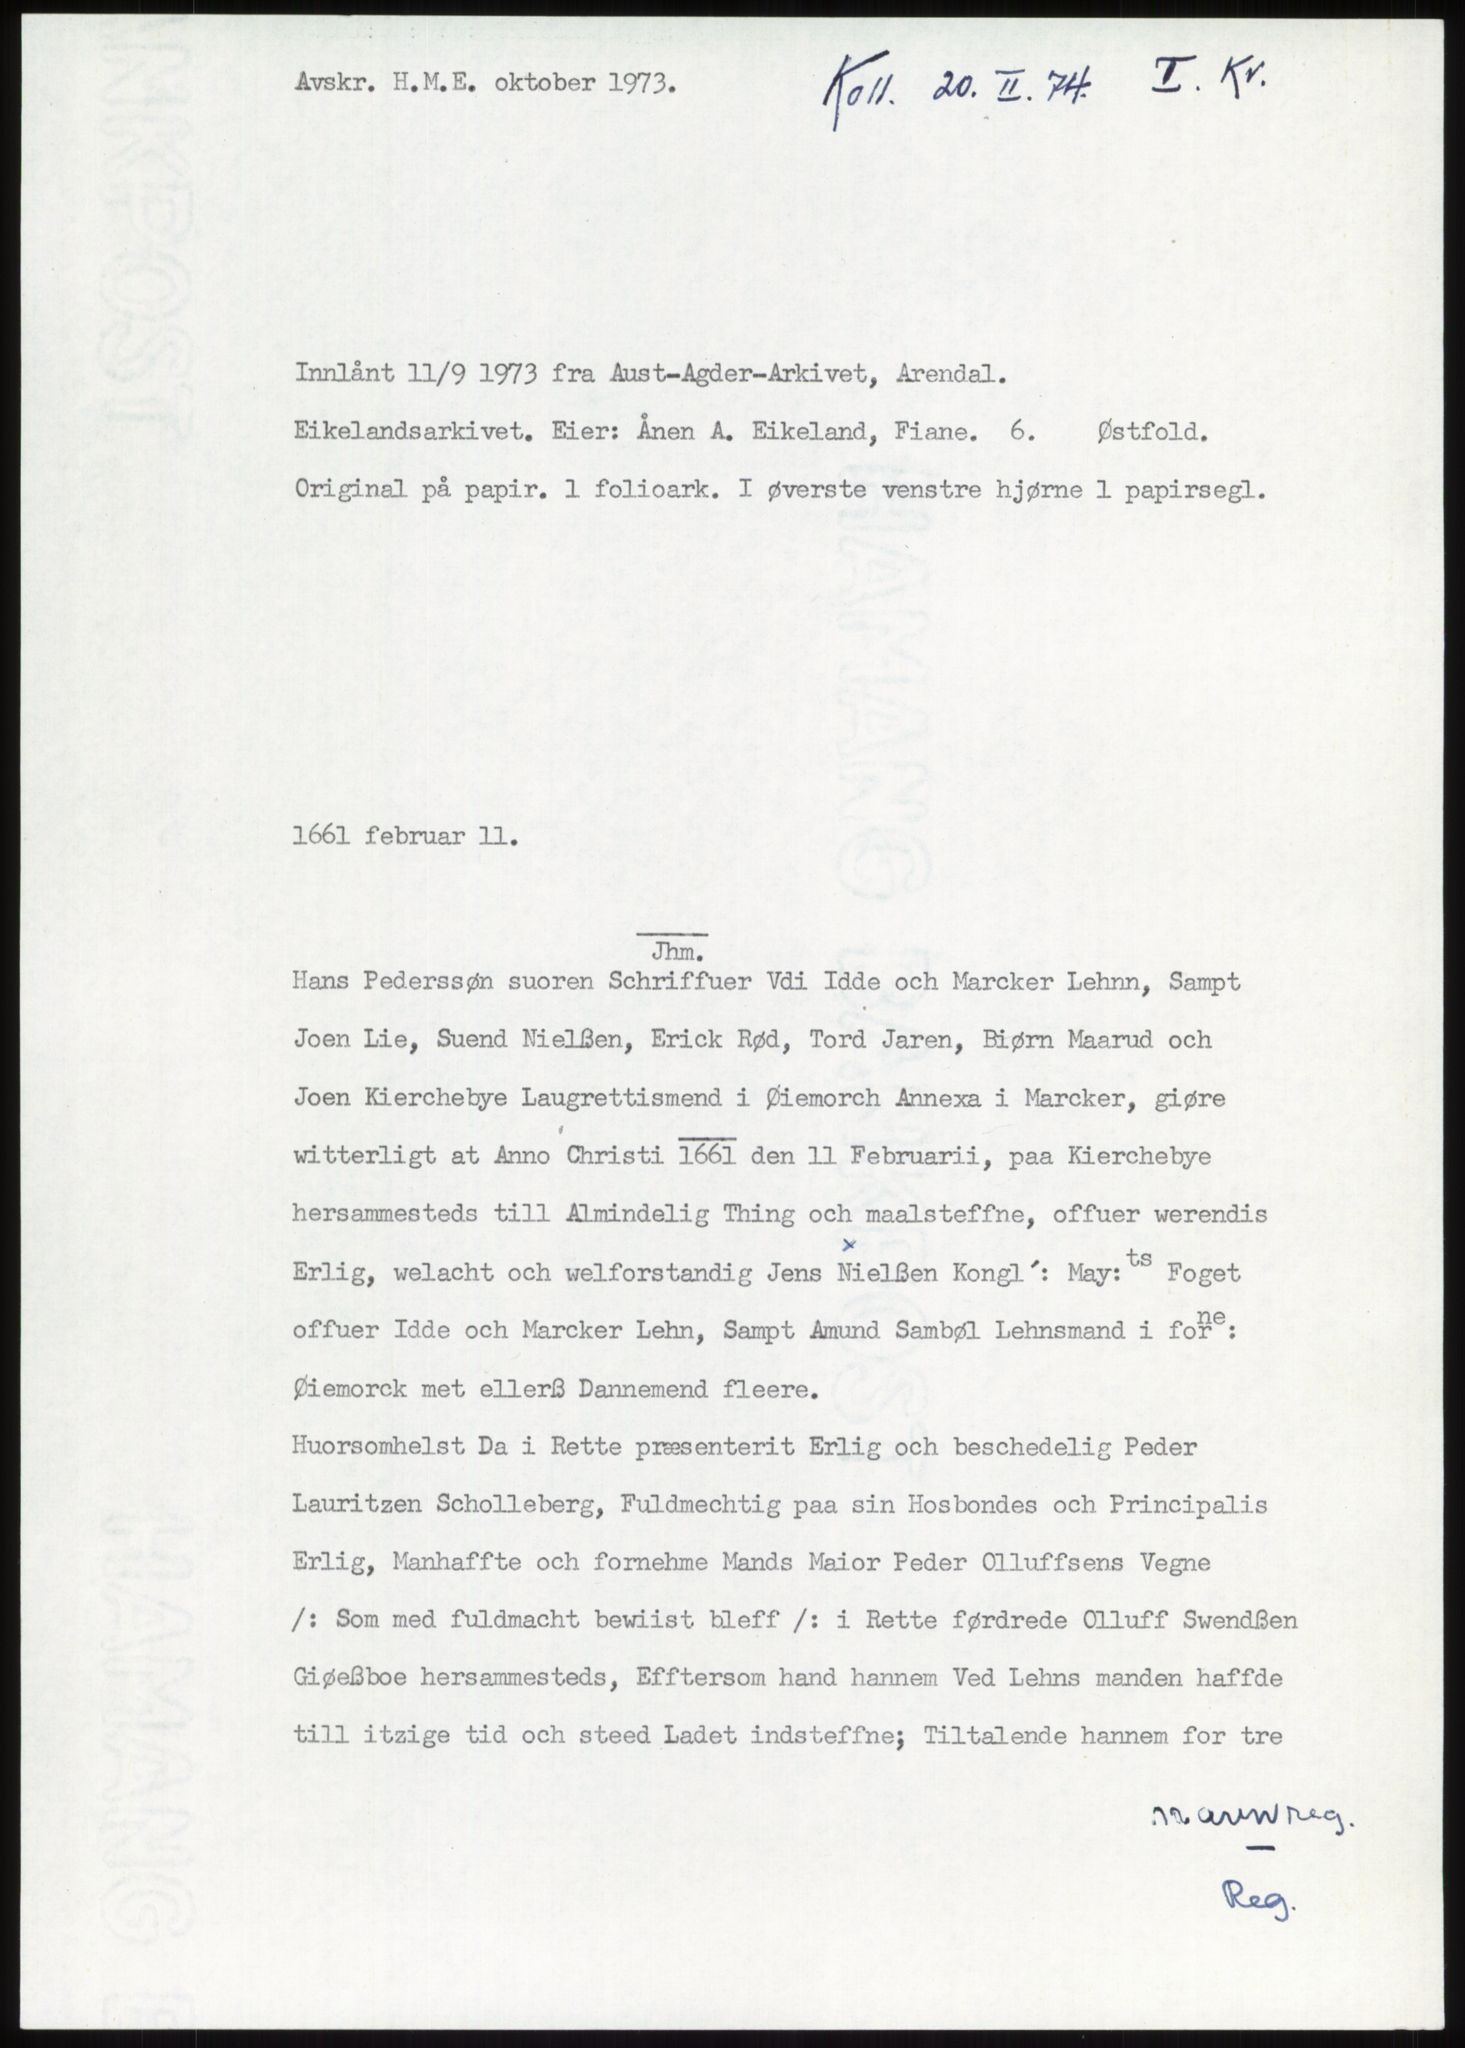 Avskr. H.M.E. oktober 1973.
Koll. 20. II. 74. I. Kr.
Innlånt 11/9 1973 fra Aust-Agder-Arkivet, Arendal.
Eikelandsarkivet. Eier: Ånen A. Eikeland, Fiane. 6. Østfold.
Original på papir. 1 folioark. I øverste venstre hjørne 1 papirsegl.
1661 februar 11.
Jhm.
Hans Pederssøn suoren Schriffuer Vdi Idde och Marcker Lehnn, Sampt
Joen Lie, Suend Nielßen, Erick Rød, Tord Jaren, Biørn Maarud och
Joen Kierchebye Laugrettismend i Øiemorch Annexa i Marcker, giøre
witterligt at Anno Christi 1661 den 11 Februarii, paa Kierchebye
hersammesteds till Almindelig Thing och maalsteffne, offuer werendis
Erlig, welacht och welforstandig Jens Nielßen Kongl´: May:ts Foget
offuer Idde och Marcker Lehn, Sampt Amund Sambøl Lehnsmand i forne:
Øiemorck met ellerß Dannemend fleere.
Huorsomhelst Da i Rette præsenterit Erlig och beschedelig Peder
Lauritzen Scholleberg, Fuldmechtig paa sin Hosbondes och Principalis
Erlig, Manhaffte och fornehme Mands Maior Peder Olluffsens Vegne
/: Som med fuldmacht bewiist bleff /: i Rette førdrede Olluff Swendßen
Giøeßboe hersammesteds, Efftersom hand hannem Ved Lehns manden haffde
till itzige tid och steed Ladet indsteffne; Tiltalende hannem for tre
navnreg.
Reg.
HAMANG